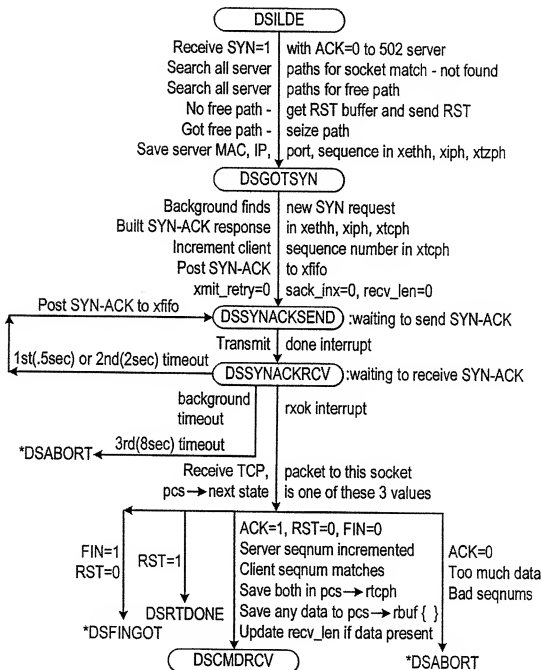 DSILDE
Receive SYN=1 with ACK=0 to 502 server
Search all server paths for socket match - not found
Search all server paths for free path
No free path - get RST buffer and send RST
Got free path - seize path
Save server MAC, IP, port, sequence in xethh, xiph, xtzph
DSGOTSYN
Background finds new SYN request
Built SYN-ACK response in xethh, xiph, xtcph
Increment client sequence number in xtcph
Post SYN-ACK to xfifo
xmit_retry=0 sack_inx=0, recv_len=0
Post SYN-ACK to xfifo
DSSYNACKSEND :waiting to send SYN-ACK
Transmit done interrupt
1st(.5sec) or 2nd(2sec) timeout
DSSYNACKRCV :waiting to receive SYN-ACK
background timeout
rxok interrupt
3rd(8sec) timeout
*DSABORT
Receive TCP, packet to this socket
pcs→next state is one of these 3 values
FIN=1
RST=0
*DSFINGOT
RST=1
DSRTDONE
ACK=1, RST=0, FIN=0
Server seqnum incremented
Client seqnum matches
Save both in pcs→rtcph
Save any data to pcs→rbuf { }
Update recv_len if data present
DSCMDRCV
ACK=0
Too much data
Bad seqnums
*DSABORT